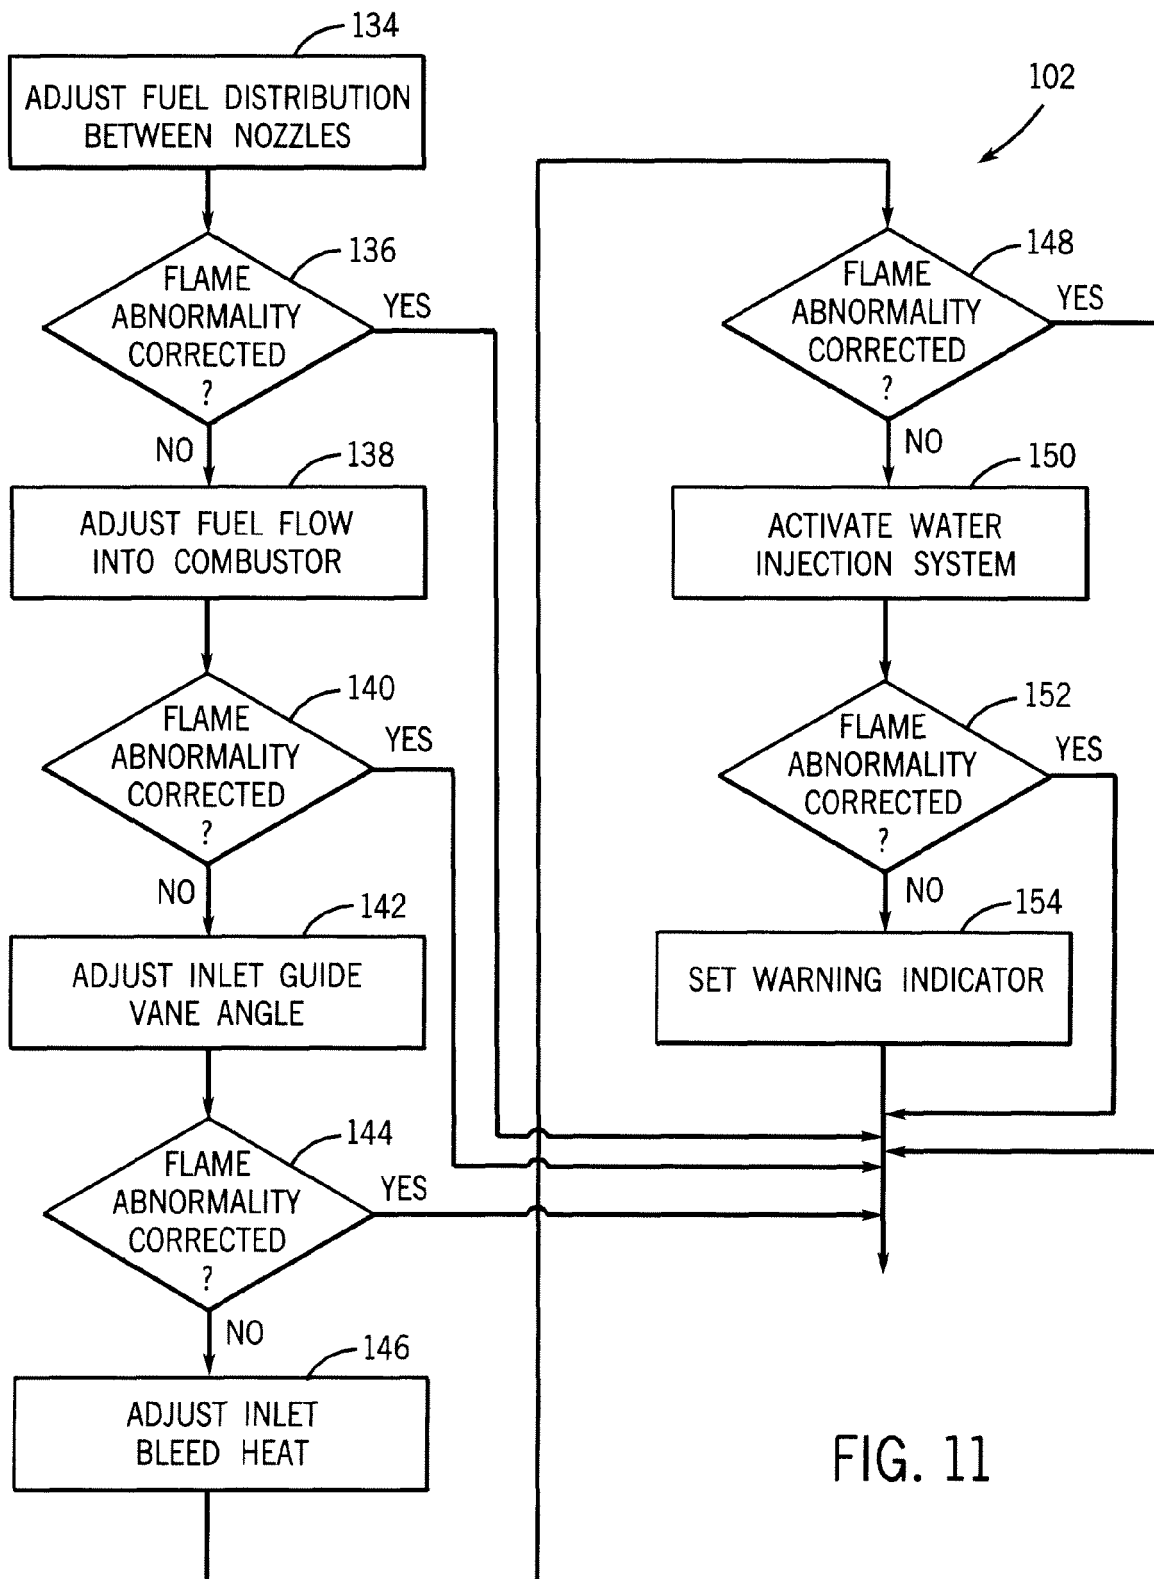 134
ADJUST FUEL DISTRIBUTION
BETWEEN NOZZLES
136
FLAME
ABNORMALITY
CORRECTED
?
YES
NO
138
ADJUST FUEL FLOW
INTO COMBUSTOR
140
FLAME
ABNORMALITY
CORRECTED
?
YES
NO
142
ADJUST INLET GUIDE
VANE ANGLE
144
FLAME
ABNORMALITY
CORRECTED
?
YES
NO
146
ADJUST INLET
BLEED HEAT
102
148
FLAME
ABNORMALITY
CORRECTED
?
YES
NO
150
ACTIVATE WATER
INJECTION SYSTEM
152
FLAME
ABNORMALITY
CORRECTED
?
YES
NO
154
SET WARNING INDICATOR
FIG. 11